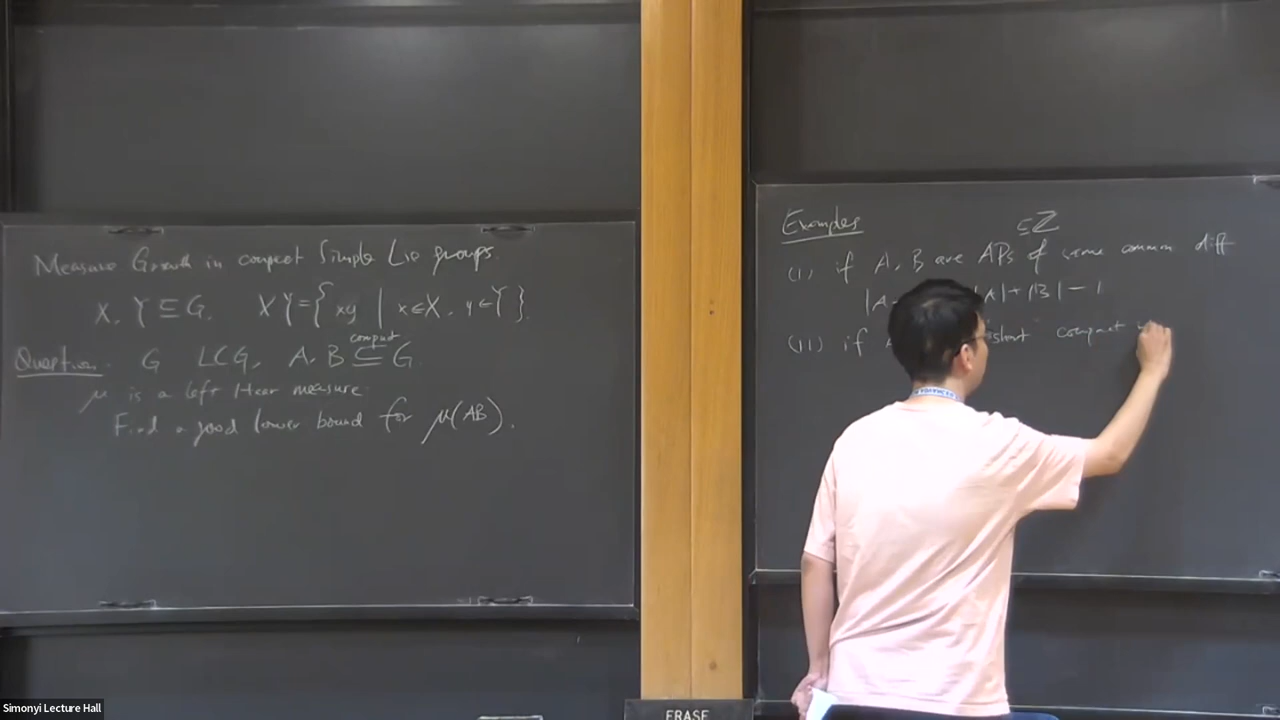 Measure Growth in compact Simple Lie groups.
X, Y ⊆ G. XY = { xy | x∈X, y∈Y }.
compact
Question: G LCG, A, B ⊆ G.
μ is a left Haar measure.
Find a good lower bound for μ(AB).
Examples
⊆ Z
(i) if A, B are APs of same common diff
|A |A| + |B| - 1
(ii) if compact
ERASE
Simonyi Lecture Hall